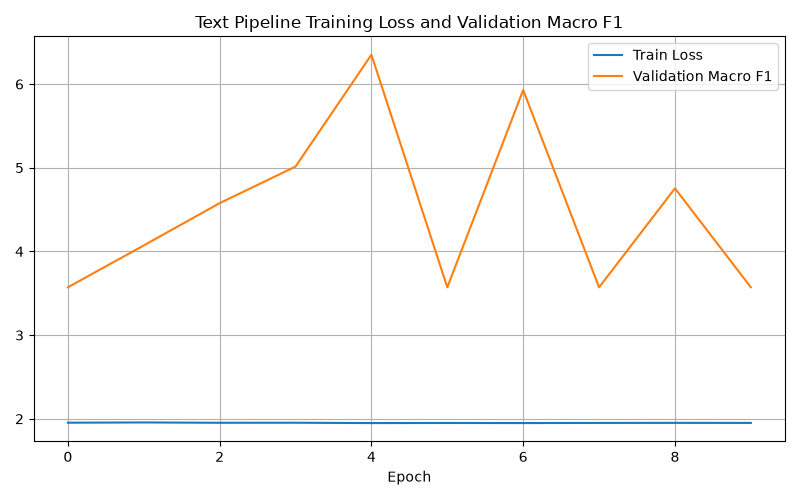 Text Pipeline Training Loss and Validation Macro F1
Train Loss
Validation Macro F1
6
5
4
3
2
0 2 4 6 8
Epoch